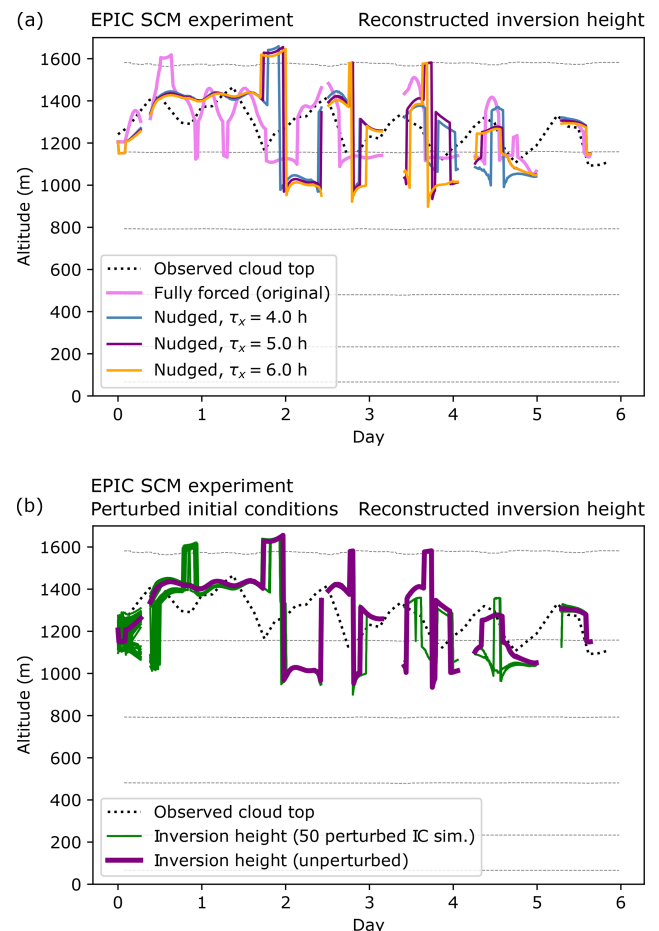 (a) EPIC SCM experiment Reconstructed inversion height
1600
1400
1200
1000
800
600
400
200
0
Altitude (m)
Observed cloud top
Fully forced (original)
Nudged, τₓ = 4.0 h
Nudged, τₓ = 5.0 h
Nudged, τₓ = 6.0 h
0 1 2 3 4 5 6
Day
EPIC SCM experiment
(b) Perturbed initial conditions Reconstructed inversion height
1600
1400
1200
1000
800
600
400
200
0
Altitude (m)
Observed cloud top
Inversion height (50 perturbed IC sim.)
Inversion height (unperturbed)
0 1 2 3 4 5 6
Day